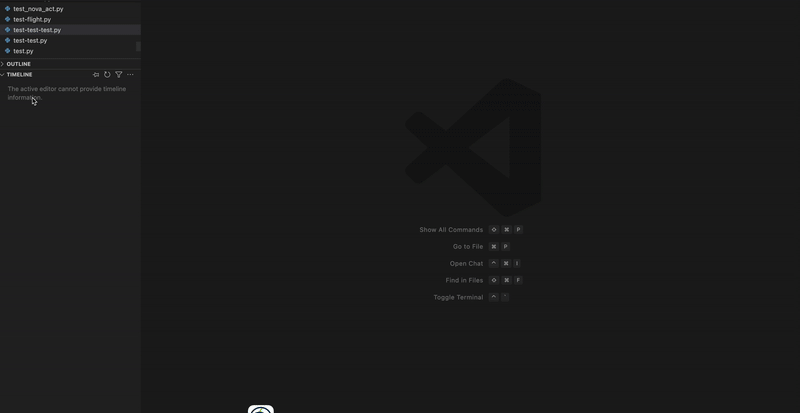 test_nova_act.py
test-flight.py
test-test-test.py
test-test.py
test.py
OUTLINE
TIMELINE
The active editor cannot provide timeline
information.
Show All Commands ⇧ ⌘ P
Go to File ⌘ P
Open Chat ^ ⌘ I
Find in Files ⇧ ⌘ F
Toggle Terminal ^ `